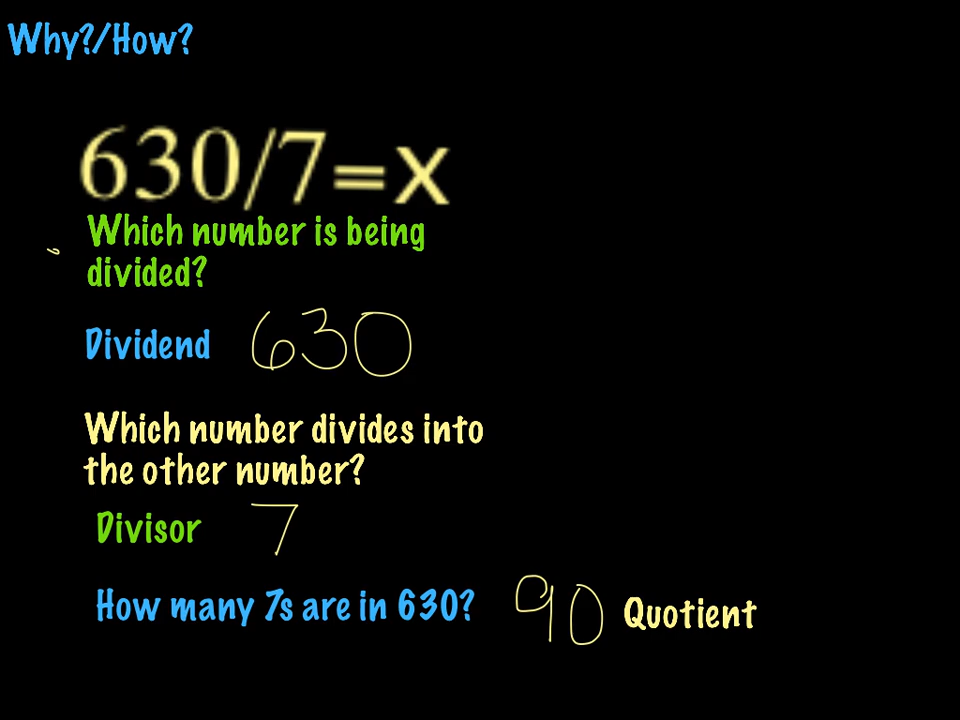 Why?/How?
630/7=x
Which number is being
divided?
Dividend 630
Which number divides into
the other number?
Divisor 7
How many 7s are in 630? 90 Quotient